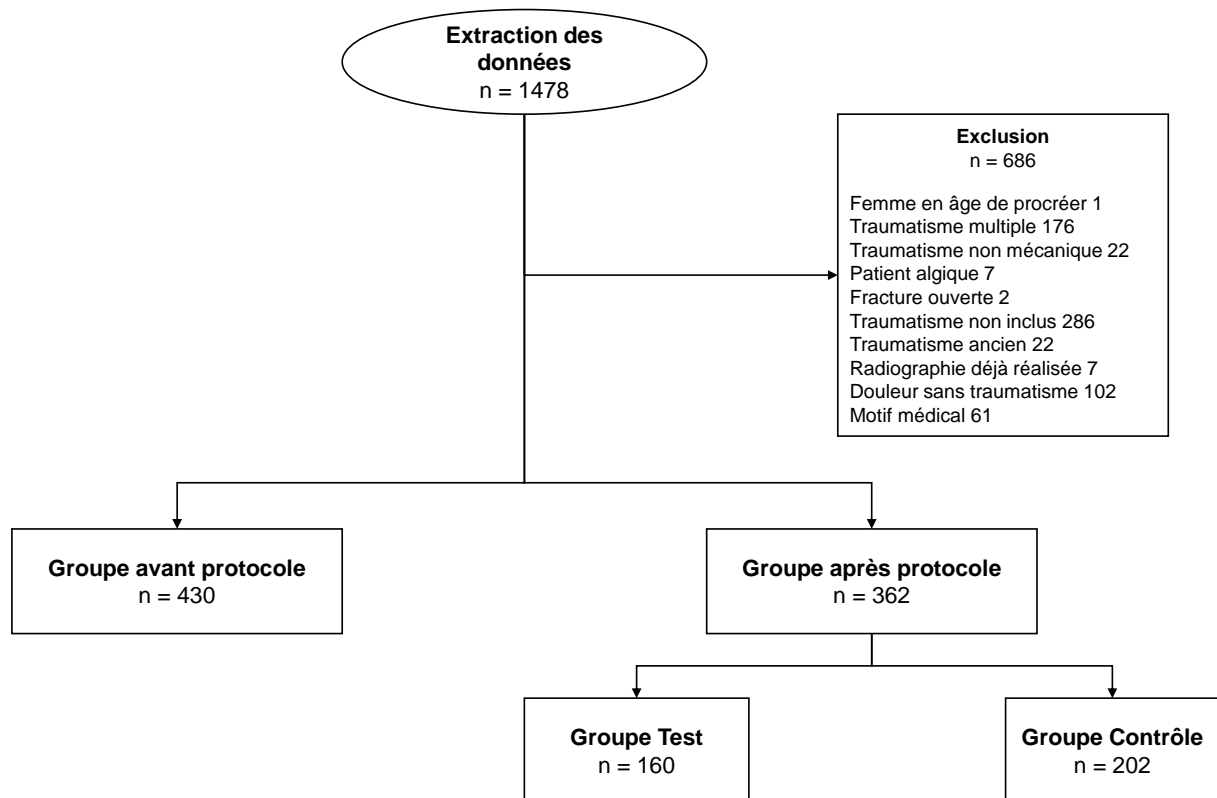 Extraction des
données
n = 1478
Exclusion
n = 686
Femme en âge de procréer 1
Traumatisme multiple 176
Traumatisme non mécanique 22
Patient algique 7
Fracture ouverte 2
Traumatisme non inclus 286
Traumatisme ancien 22
Radiographie déjà réalisée 7
Douleur sans traumatisme 102
Motif médical 61
Groupe avant protocole
n = 430
Groupe après protocole
n = 362
Groupe Test
n = 160
Groupe Contrôle
n = 202